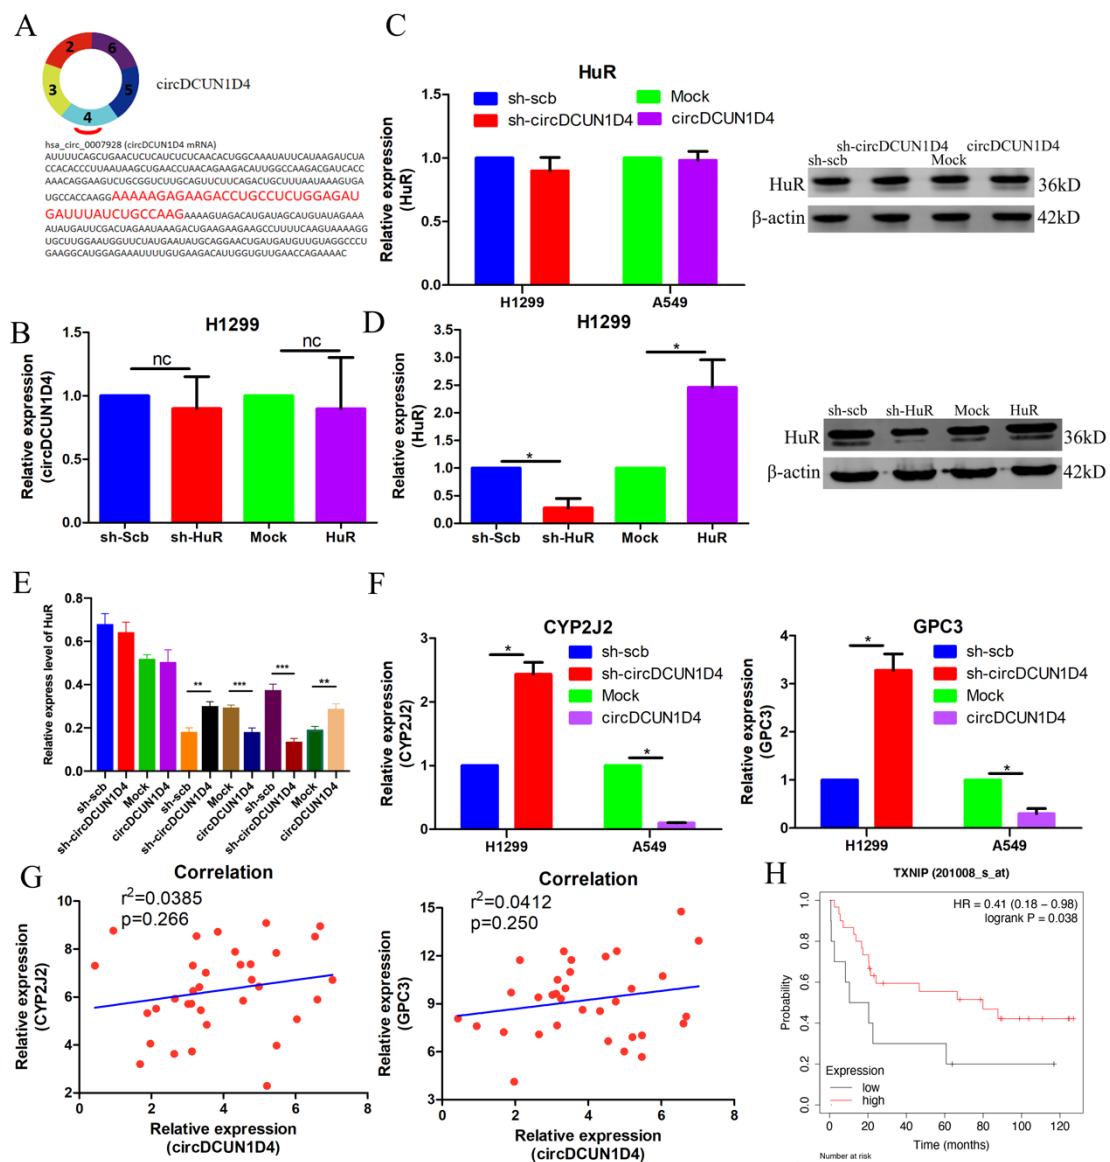 A
2
6
3
5
4
circDCUN1D4
hsa_circ_0007928 (circDCUN1D4 mRNA)
AUUUUCAGCUGAACUCUCAUCUCUCAACACUGGCAAAUAUUCAUAAGAUCUA
CCACACCCUUAAUAAGCUGAACCUAACAGAAGACAUUGGCCAAGACGAUCACC
AAACAGGAAGUCUGCGGUCUUGCAGUUCUUCAGACUGCUUUAAUAAAGUGA
UGCCACCAAGGAAAAAGAGAAGACCUGCCUCUGGAGAU
GAUUUAUCUGCCAAGAAAAGUAGACAUGAUAGCAUGUAUAGAAA
AUAUGAUUCGACUAGAAUAAAGACUGAAGAAGAAGCCUUUUCAAGUAAAAGG
UGCUUGGAAUGGUUCUAUGAAUAUGCAGGAACUGAUGAUGUUGUAGGCCCU
GAAGGCAUGGAGAAAUUUUGUGAAGACAUUGGUGUUGAACCAGAAAAC
C
HuR
Relative expression
(HuR)
1.5
1.0
0.5
0.0
sh-scb
sh-circDCUN1D4
Mock
circDCUN1D4
H1299
A549
sh-scb
sh-circDCUN1D4
Mock
circDCUN1D4
HuR
36kD
β-actin
42kD
B
H1299
Relative expression
(circDCUN1D4)
1.5
1.0
0.5
0.0
nc
nc
sh-Scb
sh-HuR
Mock
HuR
D
H1299
Relative expression
(HuR)
3.5
3.0
2.5
2.0
1.5
1.0
0.5
0.0
*
*
sh-Scb
sh-HuR
Mock
HuR
sh-scb
sh-HuR
Mock
HuR
HuR
36kD
β-actin
42kD
E
Relative express level of HuR
0.8
0.6
0.4
0.2
0.0
**
***
***
**
sh-scb
sh-circDCUN1D4
Mock
circDCUN1D4
sh-scb
sh-circDCUN1D4
Mock
circDCUN1D4
sh-scb
sh-circDCUN1D4
Mock
circDCUN1D4
F
CYP2J2
Relative expression
(CYP2J2)
3
2
1
0
*
*
sh-scb
sh-circDCUN1D4
Mock
circDCUN1D4
H1299
A549
GPC3
Relative expression
(GPC3)
4
3
2
1
0
*
*
sh-scb
sh-circDCUN1D4
Mock
circDCUN1D4
H1299
A549
G
Correlation
r²=0.0385
p=0.266
Relative expression
(CYP2J2)
10
8
6
4
2
0
2
4
6
8
Relative expression
(circDCUN1D4)
Correlation
r²=0.0412
p=0.250
Relative expression
(GPC3)
15
12
9
6
3
0
2
4
6
8
Relative expression
(circDCUN1D4)
H
TXNIP (201008_s_at)
HR = 0.41 (0.18 − 0.98)
logrank P = 0.038
Probability
1.0
0.8
0.6
0.4
0.2
0.0
Expression
low
high
0
20
40
60
80
100
120
Time (months)
Number at risk